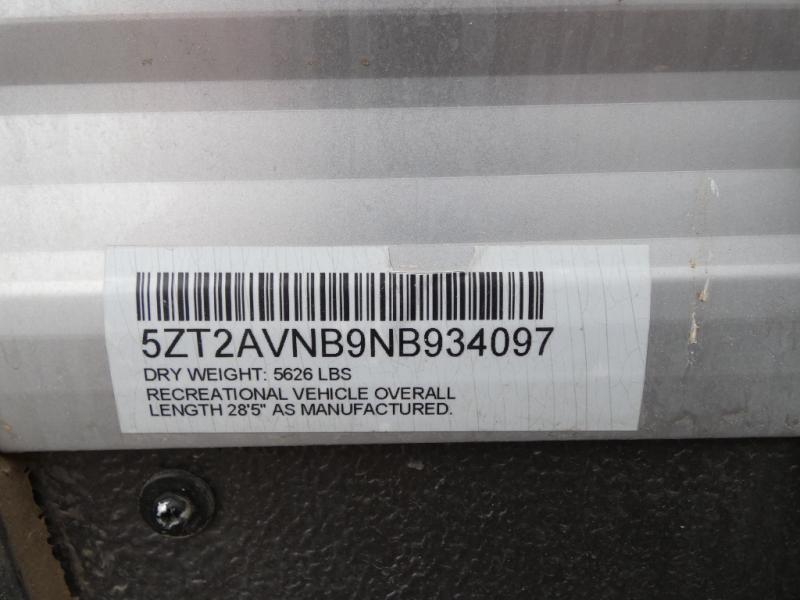 5ZT2AVNB9NB934097
DRY WEIGHT: 5626 LBS
RECREATIONAL VEHICLE OVERALL
LENGTH 28'5" AS MANUFACTURED.